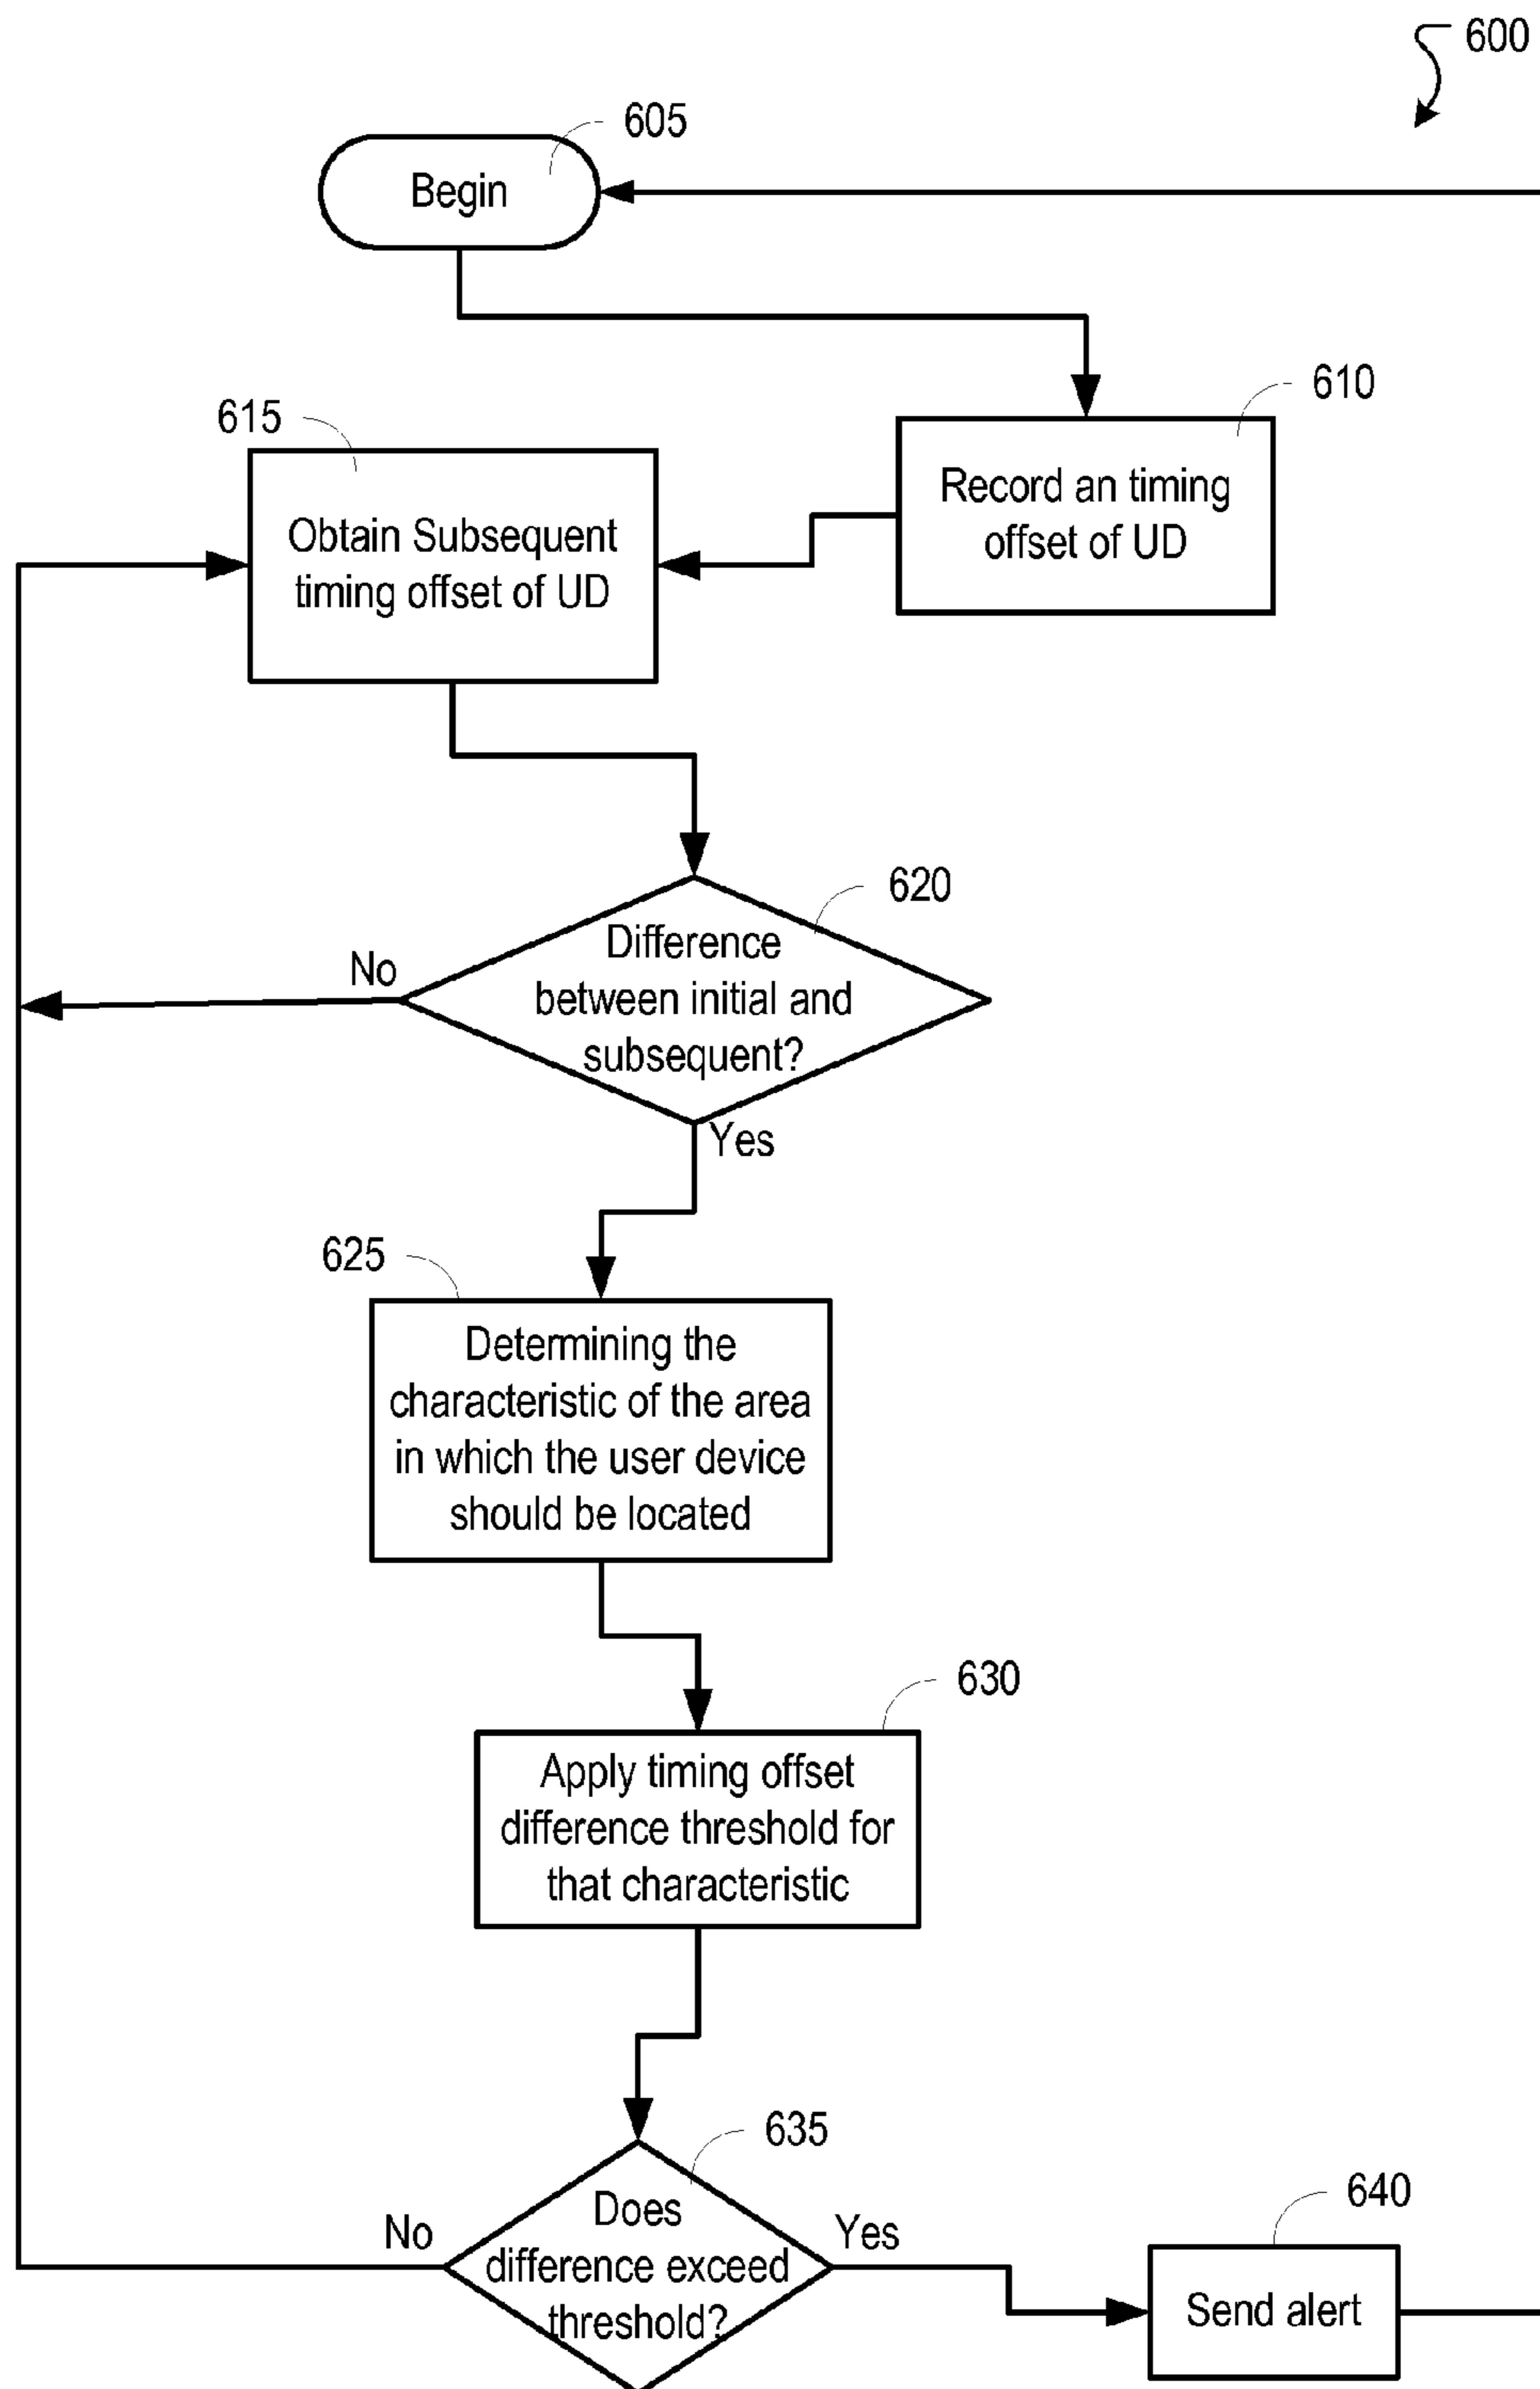 600
605
Begin
610
615
Record an timing
offset of UD
Obtain Subsequent
timing offset of UD
620
Difference
between initial and
subsequent?
No
Yes
625
Determining the
characteristic of the area
in which the user device
should be located
630
Apply timing offset
difference threshold for
that characteristic
635
Does
difference exceed
threshold?
No
Yes
640
Send alert